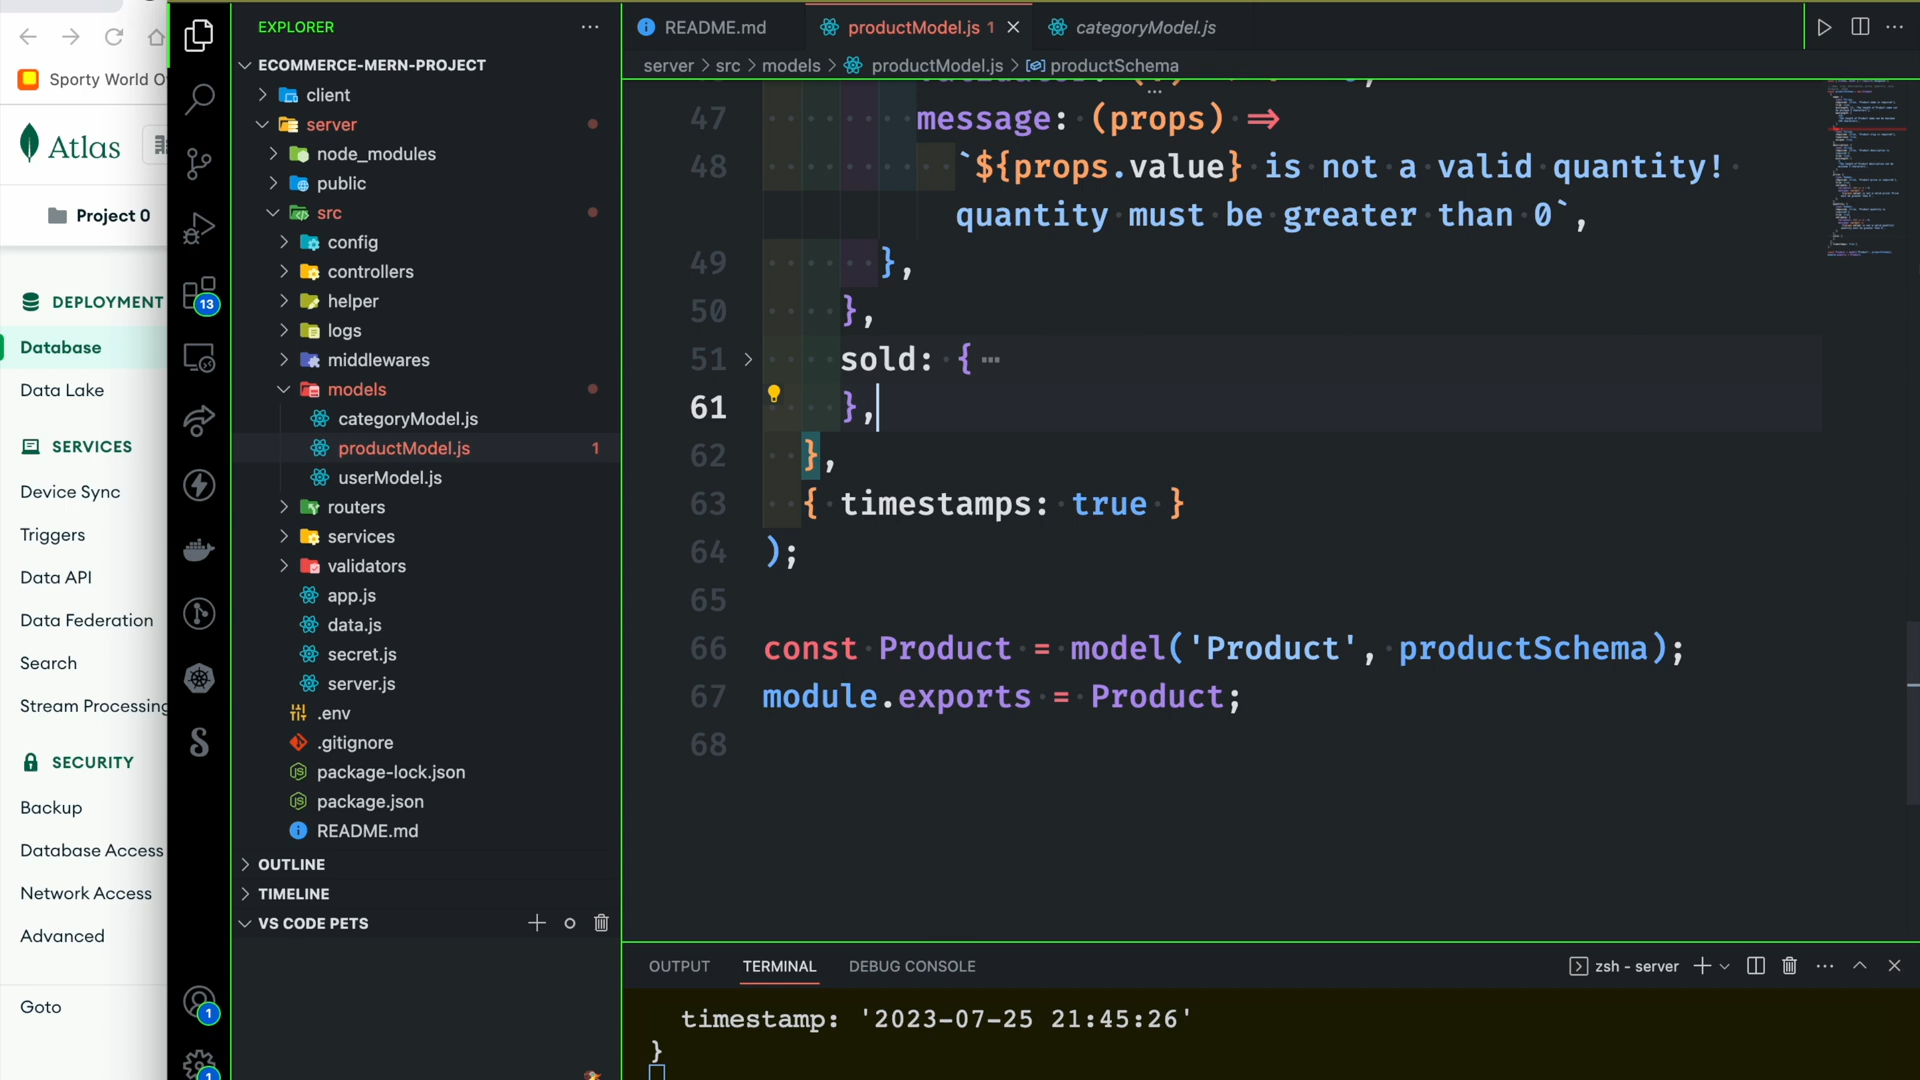 Sporty World O
Atlas
Project 0
DEPLOYMENT
Database
Data Lake
SERVICES
Device Sync
Triggers
Data API
Data Federation
Search
Stream Processing
SECURITY
Backup
Database Access
Network Access
Advanced
Goto
13
1
1
EXPLORER
ECOMMERCE-MERN-PROJECT
client
server
node_modules
public
src
config
controllers
helper
logs
middlewares
models
categoryModel.js
productModel.js 1
userModel.js
routers
services
validators
app.js
data.js
secret.js
server.js
.env
.gitignore
package-lock.json
package.json
README.md
OUTLINE
TIMELINE
VS CODE PETS
README.md productModel.js 1 categoryModel.js
server > src > models > productModel.js > productSchema
47 message: (props) =>
48 `${props.value} is not a valid quantity!
quantity must be greater than 0`,
49 },
50 },
51 sold: {
61 },
62 },
63 { timestamps: true }
64 );
65
66 const Product = model('Product', productSchema);
67 module.exports = Product;
68
OUTPUT TERMINAL DEBUG CONSOLE zsh - server
timestamp: '2023-07-25 21:45:26'
}